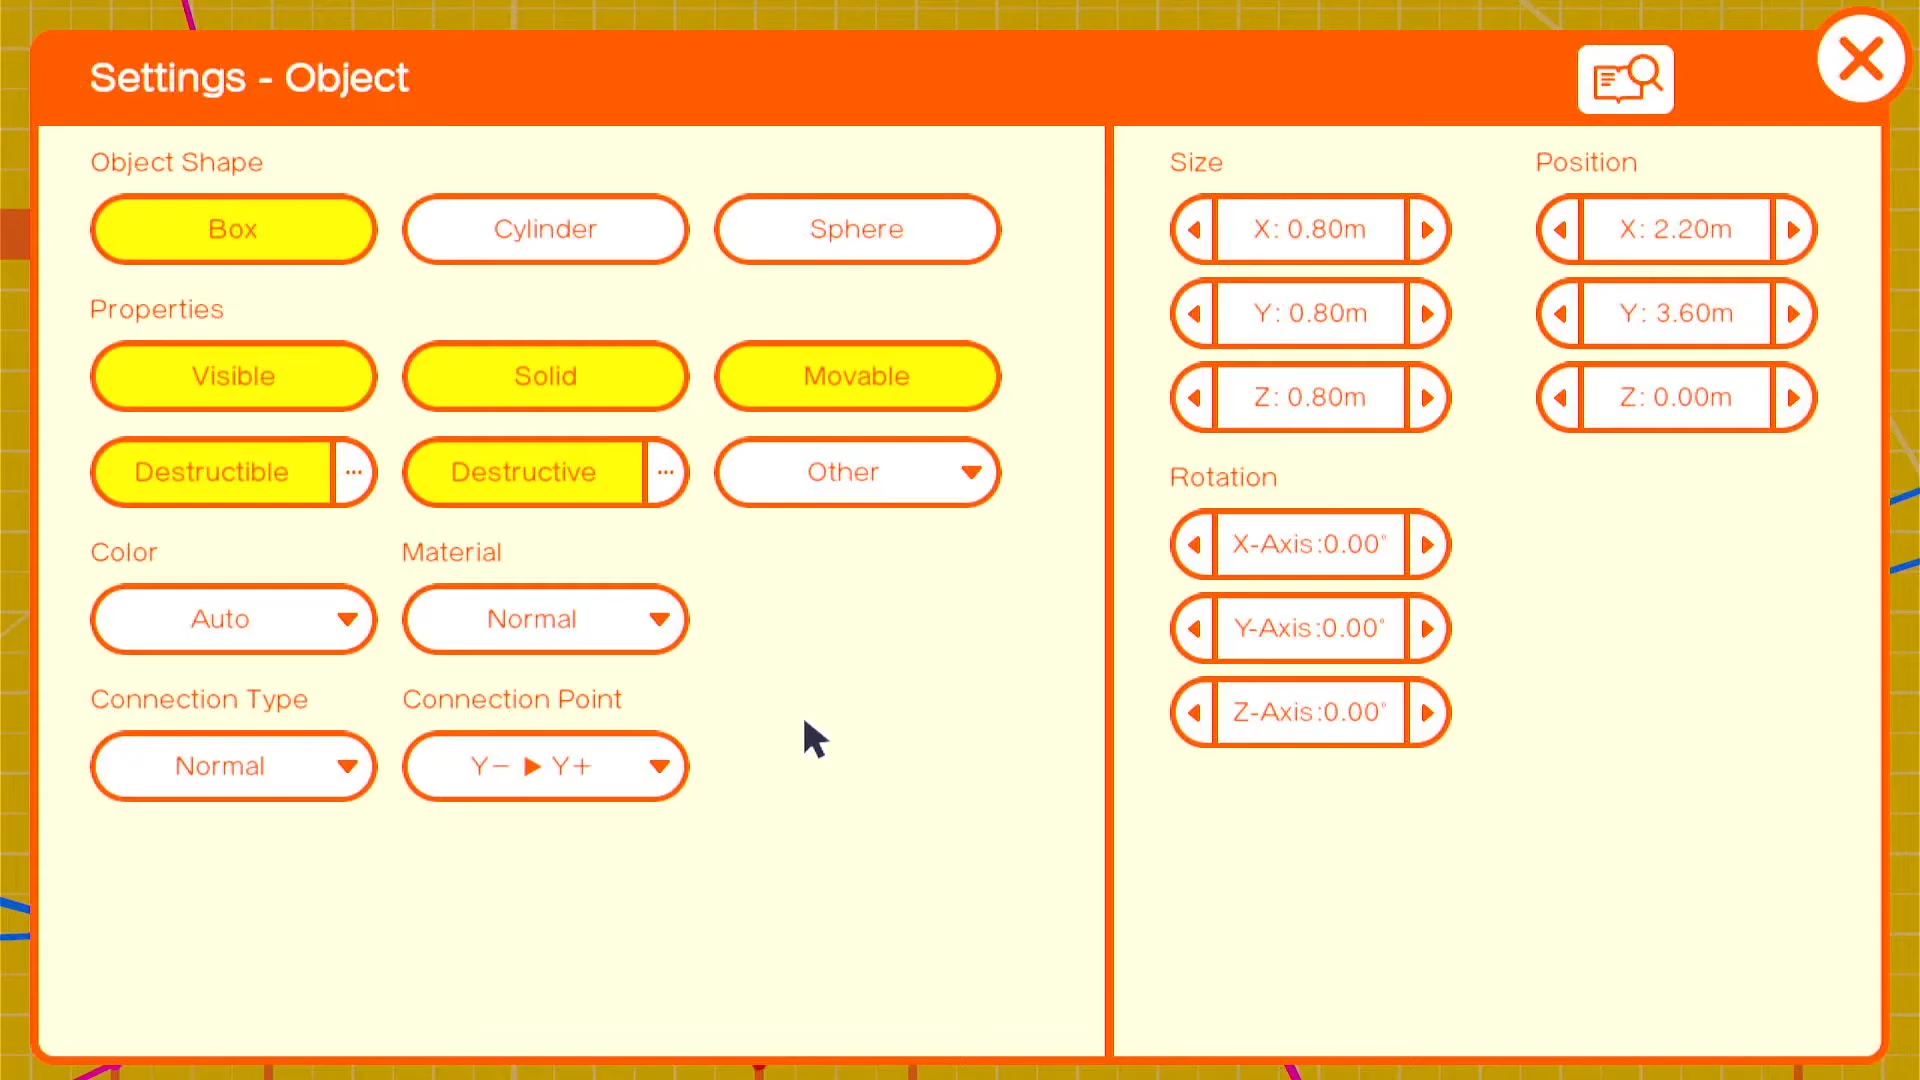 Settings - Object
Object Shape
Box
Cylinder
Sphere
Properties
Visible
Solid
Movable
Destructible
...
Destructive
...
Other
Color
Material
Auto
Normal
Connection Type
Connection Point
Normal
Y− ▶ Y+
Size
Position
X: 0.80m
X: 2.20m
Y: 0.80m
Y: 3.60m
Z: 0.80m
Z: 0.00m
Rotation
X-Axis:0.00°
Y-Axis:0.00°
Z-Axis:0.00°